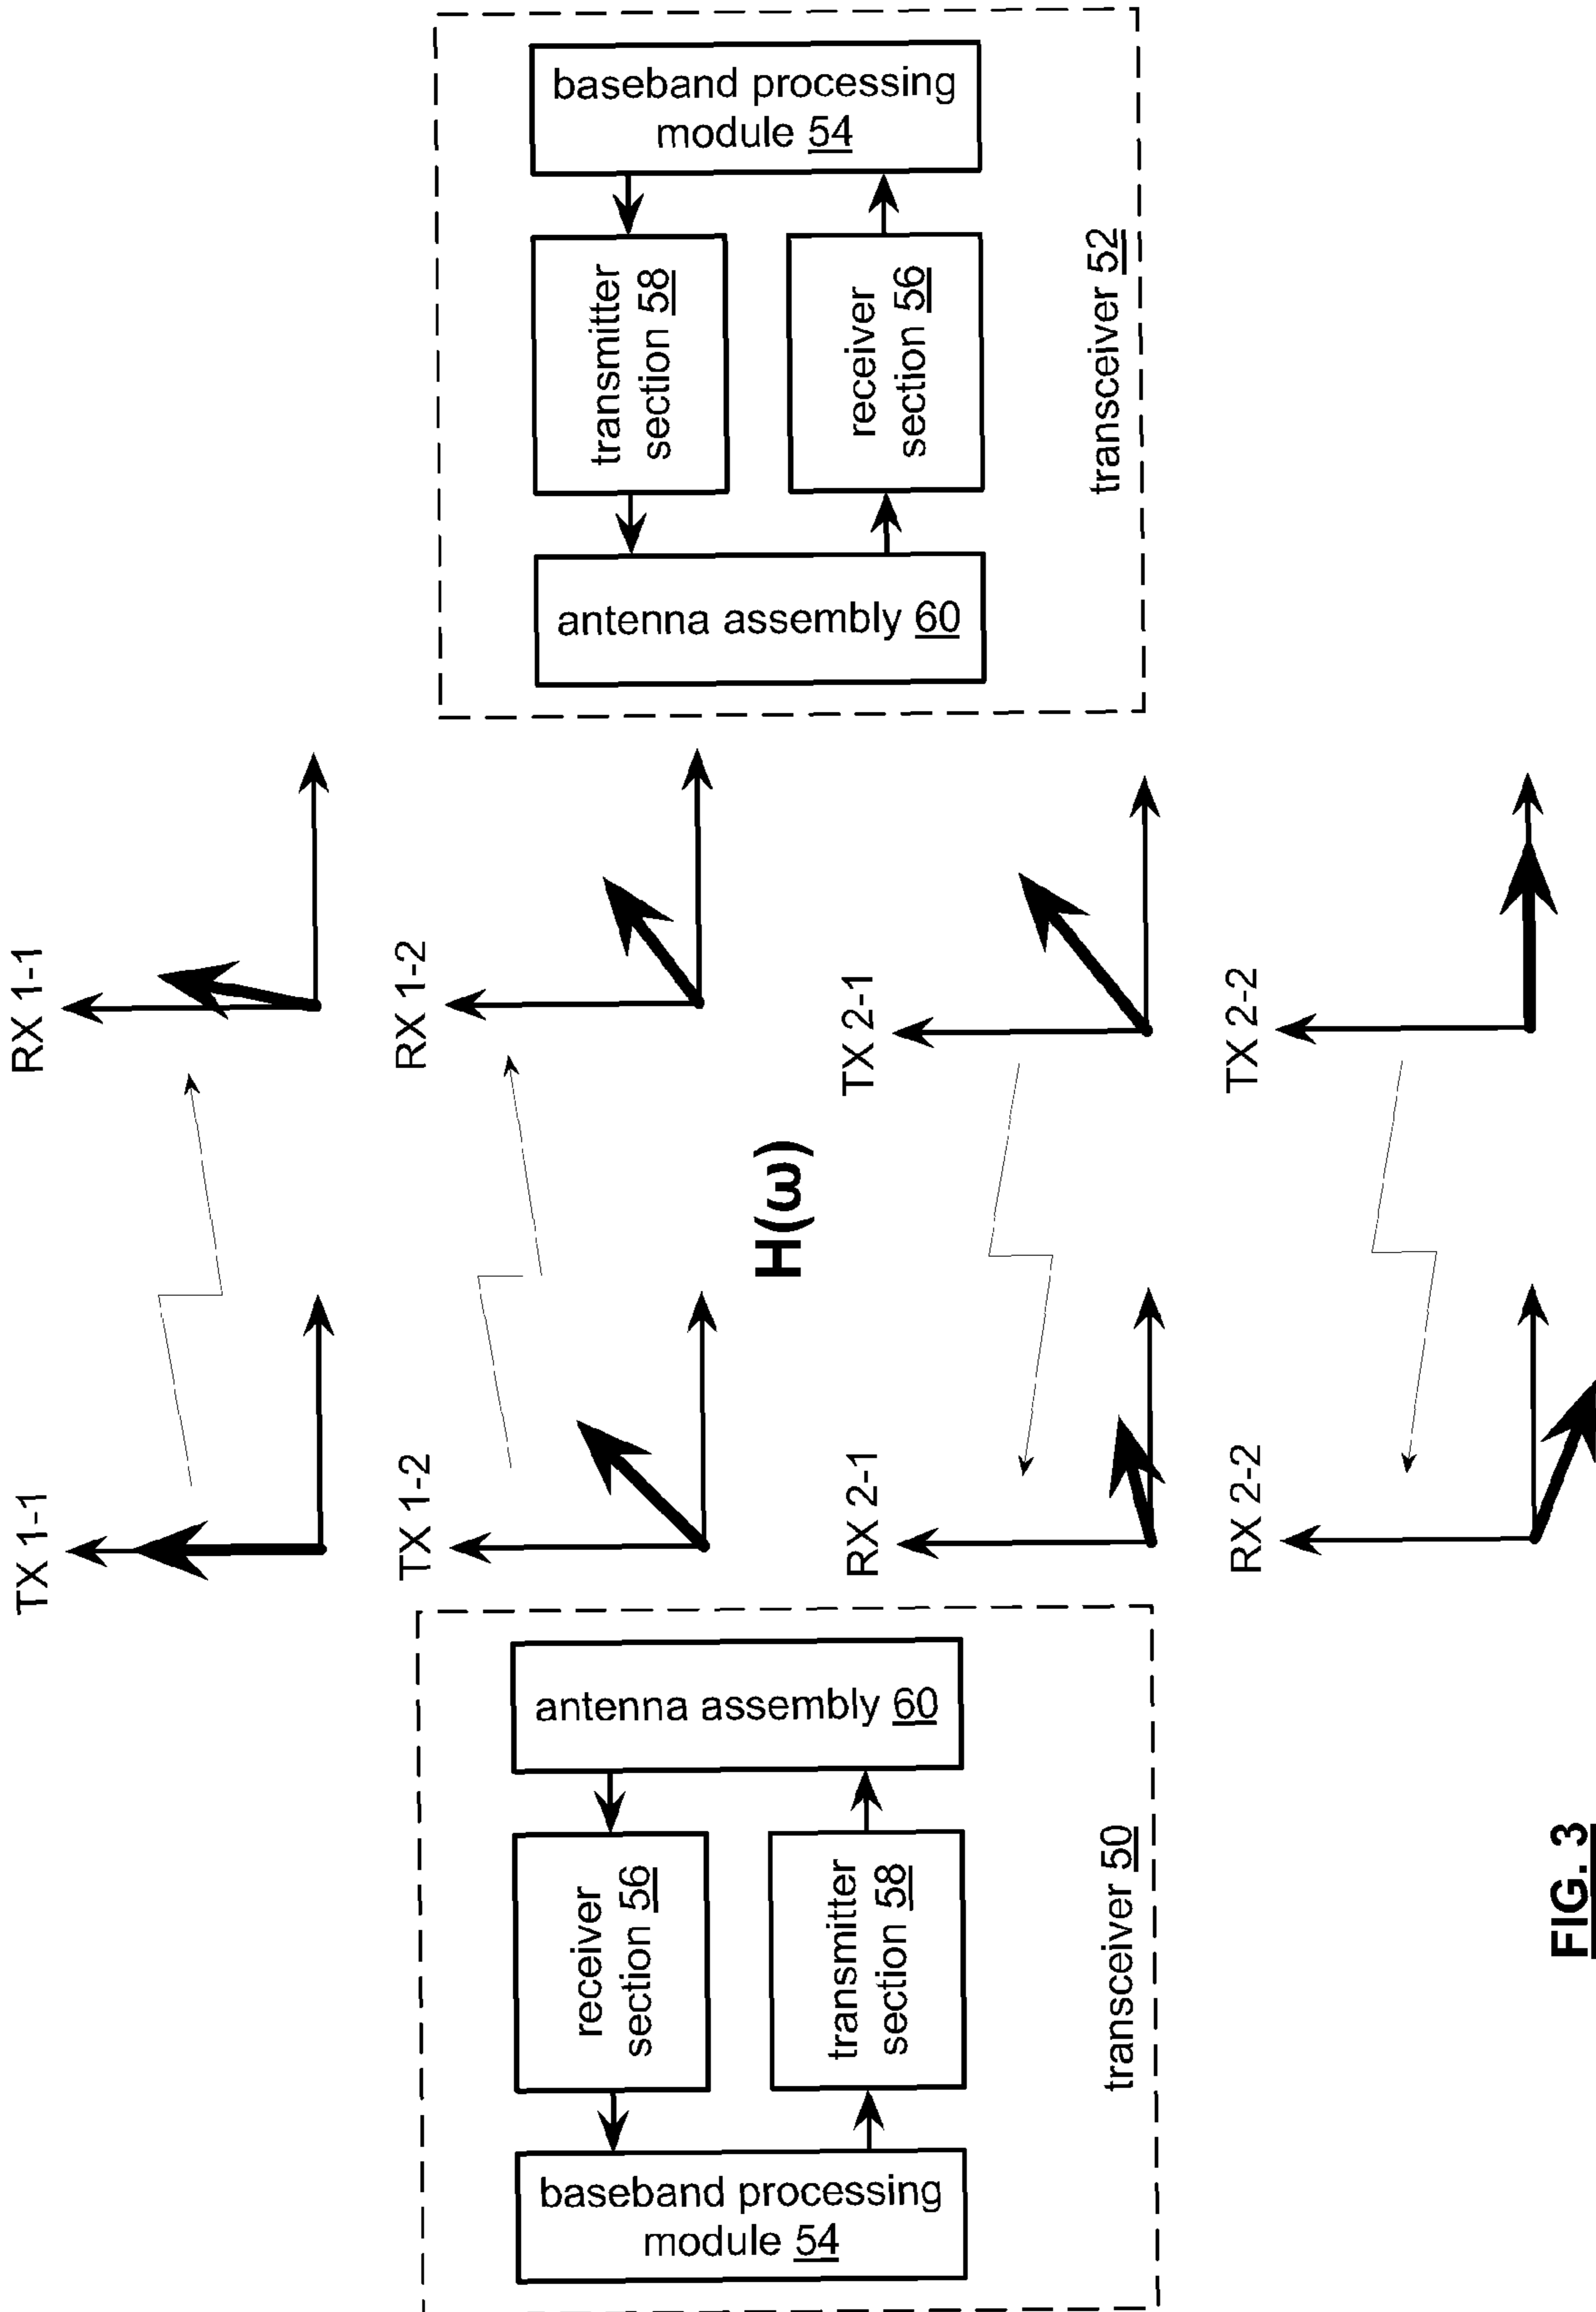 TX 1-1
RX 1-1
TX 1-2
RX 1-2
H(ω)
RX 2-1
TX 2-1
RX 2-2
TX 2-2
baseband processing
module 54
receiver
section 56
transmitter
section 58
antenna assembly 60
transceiver 50
antenna assembly 60
transmitter
section 58
receiver
section 56
baseband processing
module 54
transceiver 52
FIG. 3